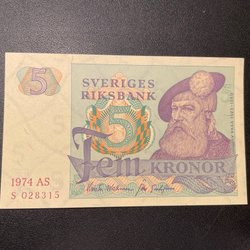 5
SVERIGES
RIKSBANK
5
Fem KRONOR
1974 AS
S 028315